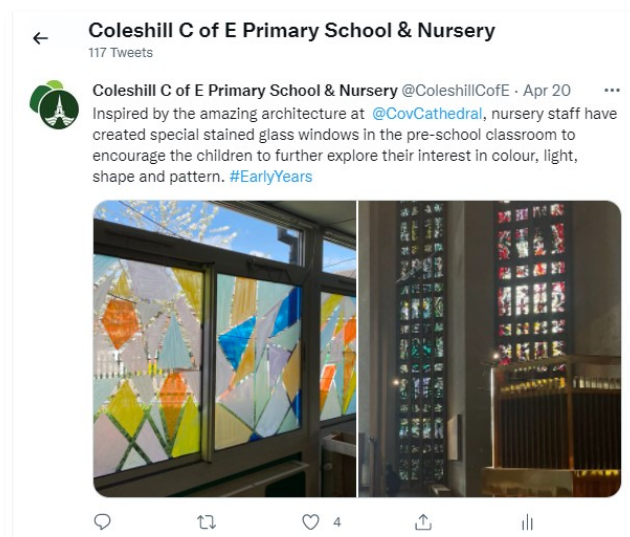 Coleshill C of E Primary School & Nursery
117 Tweets
Coleshill C of E Primary School & Nursery @ColeshillCofE · Apr 20
Inspired by the amazing architecture at @CovCathedral, nursery staff have
created special stained glass windows in the pre-school classroom to
encourage the children to further explore their interest in colour, light,
shape and pattern. #EarlyYears
4